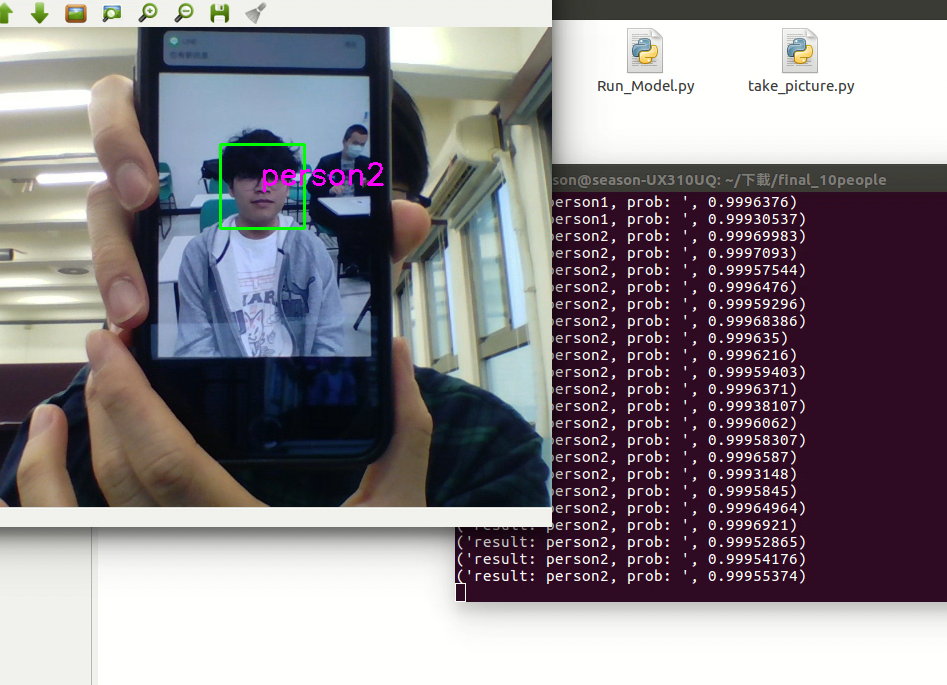 Run_Model.py
take_picture.py
LINE
person2
son@season-UX310UQ: ~/下載/final_10people
person1, prob: ', 0.9996376)
person1, prob: ', 0.99930537)
person2, prob: ', 0.99969983)
person2, prob: ', 0.9997093)
person2, prob: ', 0.99957544)
person2, prob: ', 0.9996476)
person2, prob: ', 0.99959296)
person2, prob: ', 0.99968386)
person2, prob: ', 0.999635)
person2, prob: ', 0.9996216)
person2, prob: ', 0.99959403)
person2, prob: ', 0.9996371)
person2, prob: ', 0.99938107)
person2, prob: ', 0.9996062)
person2, prob: ', 0.99958307)
person2, prob: ', 0.9996587)
person2, prob: ', 0.9993148)
person2, prob: ', 0.9995845)
person2, prob: ', 0.99964964)
('result: person2, prob: ', 0.9996921)
('result: person2, prob: ', 0.99952865)
('result: person2, prob: ', 0.99954176)
('result: person2, prob: ', 0.99955374)